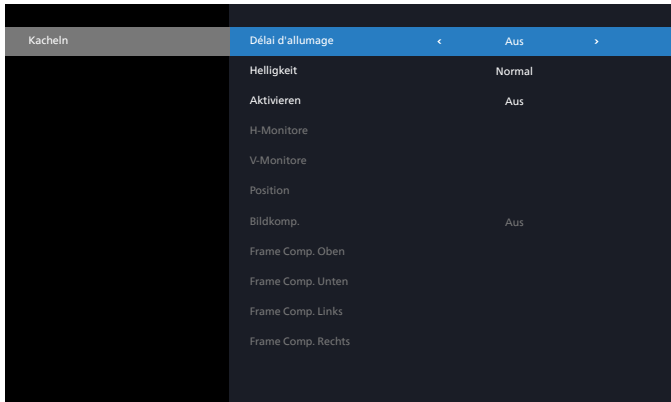 Kacheln
Délai d'allumage ‹ Aus ›
Helligkeit Normal
Aktivieren Aus
H-Monitore
V-Monitore
Position
Bildkomp. Aus
Frame Comp. Oben
Frame Comp. Unten
Frame Comp. Links
Frame Comp. Rechts